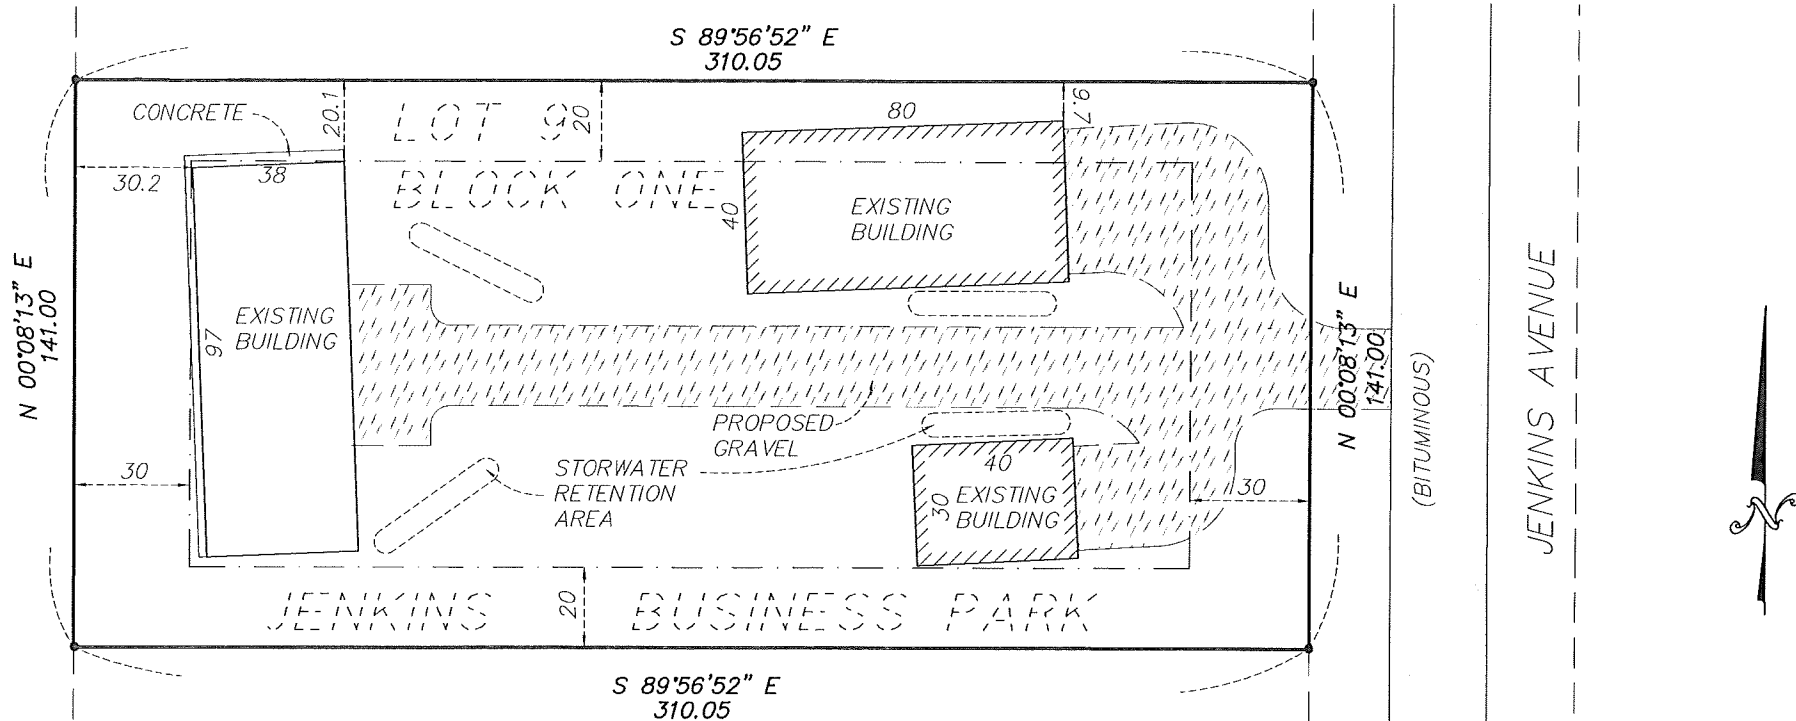 S 89°56'52" E
310.05
CONCRETE
20.1
LOT 9
20
80
9.7
30.2
38
BLOCK ONE
40
EXISTING
BUILDING
N 00°08'13" E
141.00
EXISTING
BUILDING
97
N 00°08'13" E
141.00
(BITUMINOUS)
JENKINS AVENUE
PROPOSED
GRAVEL
30
STORWATER
RETENTION
AREA
40
30
EXISTING
BUILDING
30
JENKINS
20
BUSINESS PARK
S 89°56'52" E
310.05
N